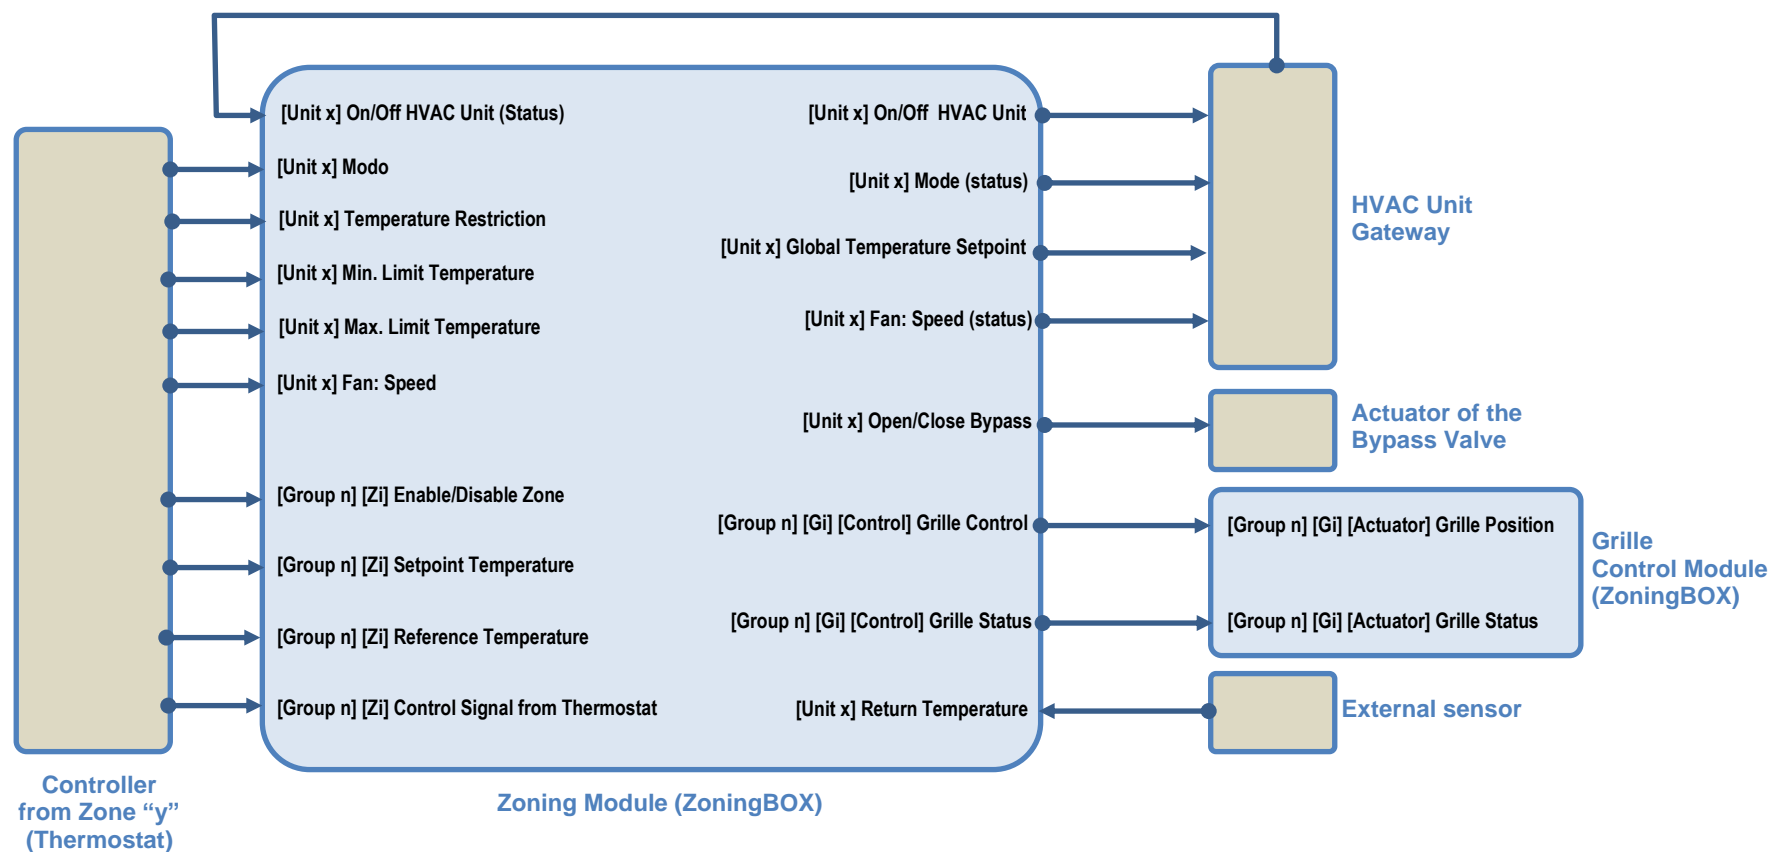 [Unit x] On/Off HVAC Unit (Status)
[Unit x] Modo
[Unit x] Temperature Restriction
[Unit x] Min. Limit Temperature
[Unit x] Max. Limit Temperature
[Unit x] Fan: Speed
[Group n] [Zi] Enable/Disable Zone
[Group n] [Zi] Setpoint Temperature
[Group n] [Zi] Reference Temperature
[Group n] [Zi] Control Signal from Thermostat
[Unit x] On/Off  HVAC Unit
[Unit x] Mode (status)
[Unit x] Global Temperature Setpoint
[Unit x] Fan: Speed (status)
[Unit x] Open/Close Bypass
[Group n] [Gi] [Control] Grille Control
[Group n] [Gi] [Control] Grille Status
[Unit x] Return Temperature
HVAC Unit
Gateway
Actuator of the
Bypass Valve
[Group n] [Gi] [Actuator] Grille Position
[Group n] [Gi] [Actuator] Grille Status
Grille
Control Module
(ZoningBOX)
External sensor
Controller
from Zone “y”
(Thermostat)
Zoning Module (ZoningBOX)